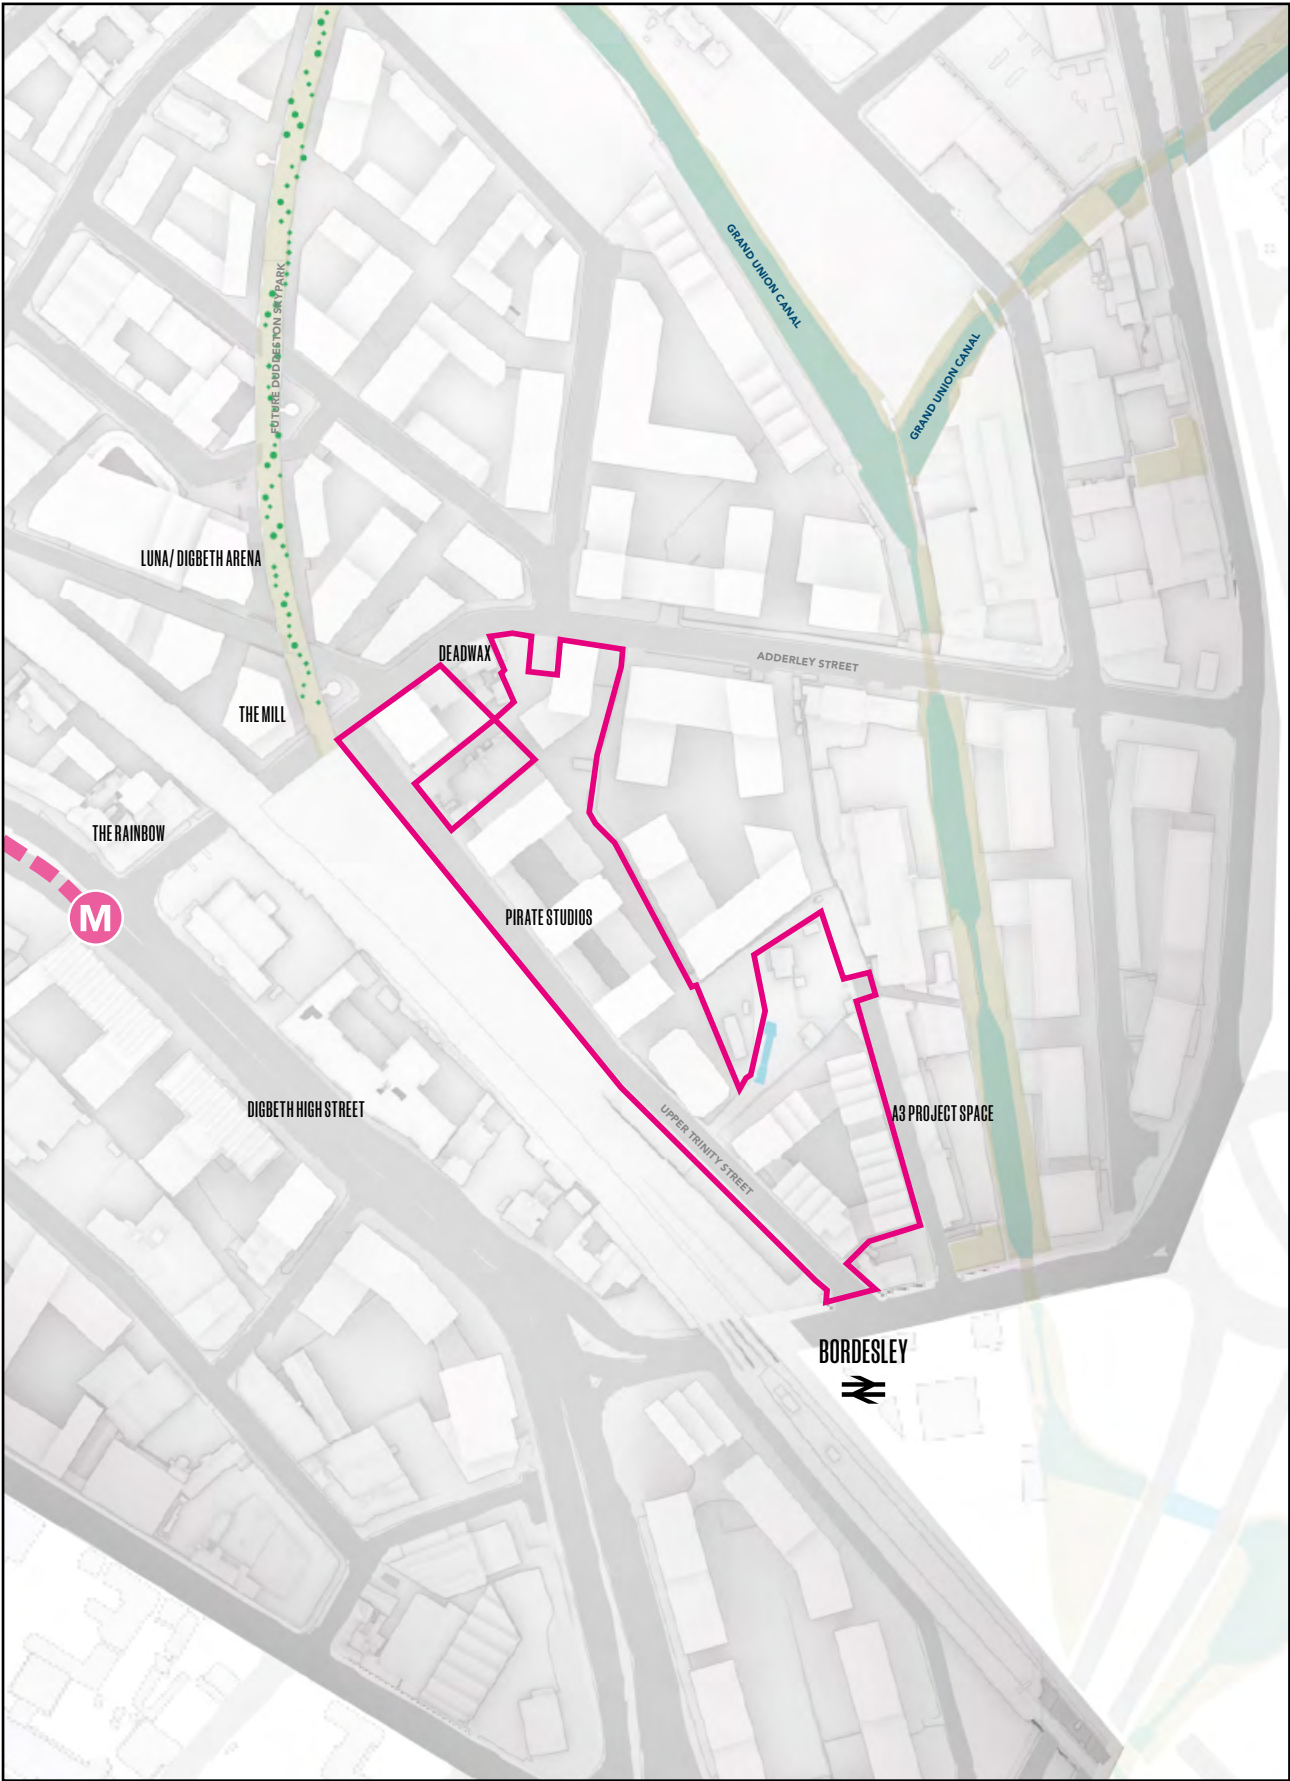 GRAND UNION CANAL
FUTURE DUDDESTON SKYPARK
GRAND UNION CANAL
LUNA/ DIGBETH ARENA
DEADWAX
ADDERLEY STREET
THE MILL
THE RAINBOW
M
PIRATE STUDIOS
DIGBETH HIGH STREET
A3 PROJECT SPACE
UPPER TRINITY STREET
BORDESLEY